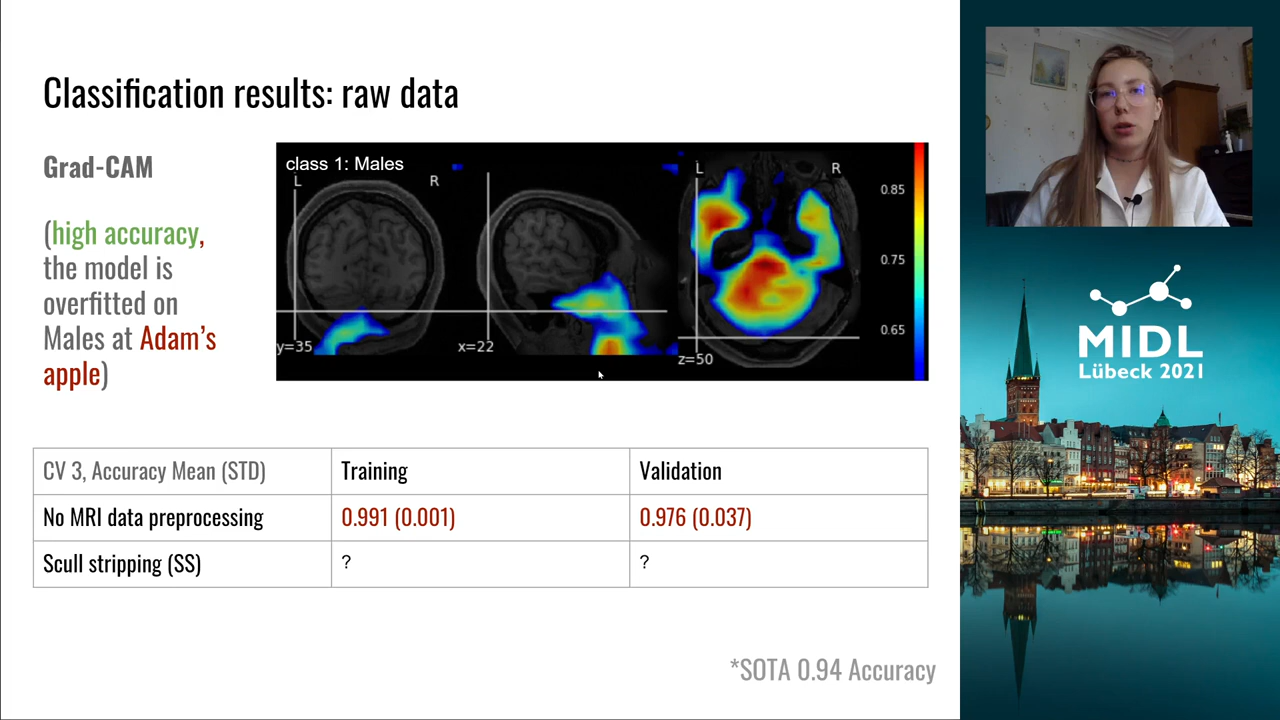 Classification results: raw data
Grad-CAM
(high accuracy,
the model is
overfitted on
Males at Adam's
apple)
class 1: Males
L
R
L
R
0.85
0.75
0.65
y=35
x=22
z=50
CV 3, Accuracy Mean (STD)
Training
Validation
No MRI data preprocessing
0.991 (0.001)
0.976 (0.037)
Scull stripping (SS)
?
?
*SOTA 0.94 Accuracy
MIDL
Lübeck 2021